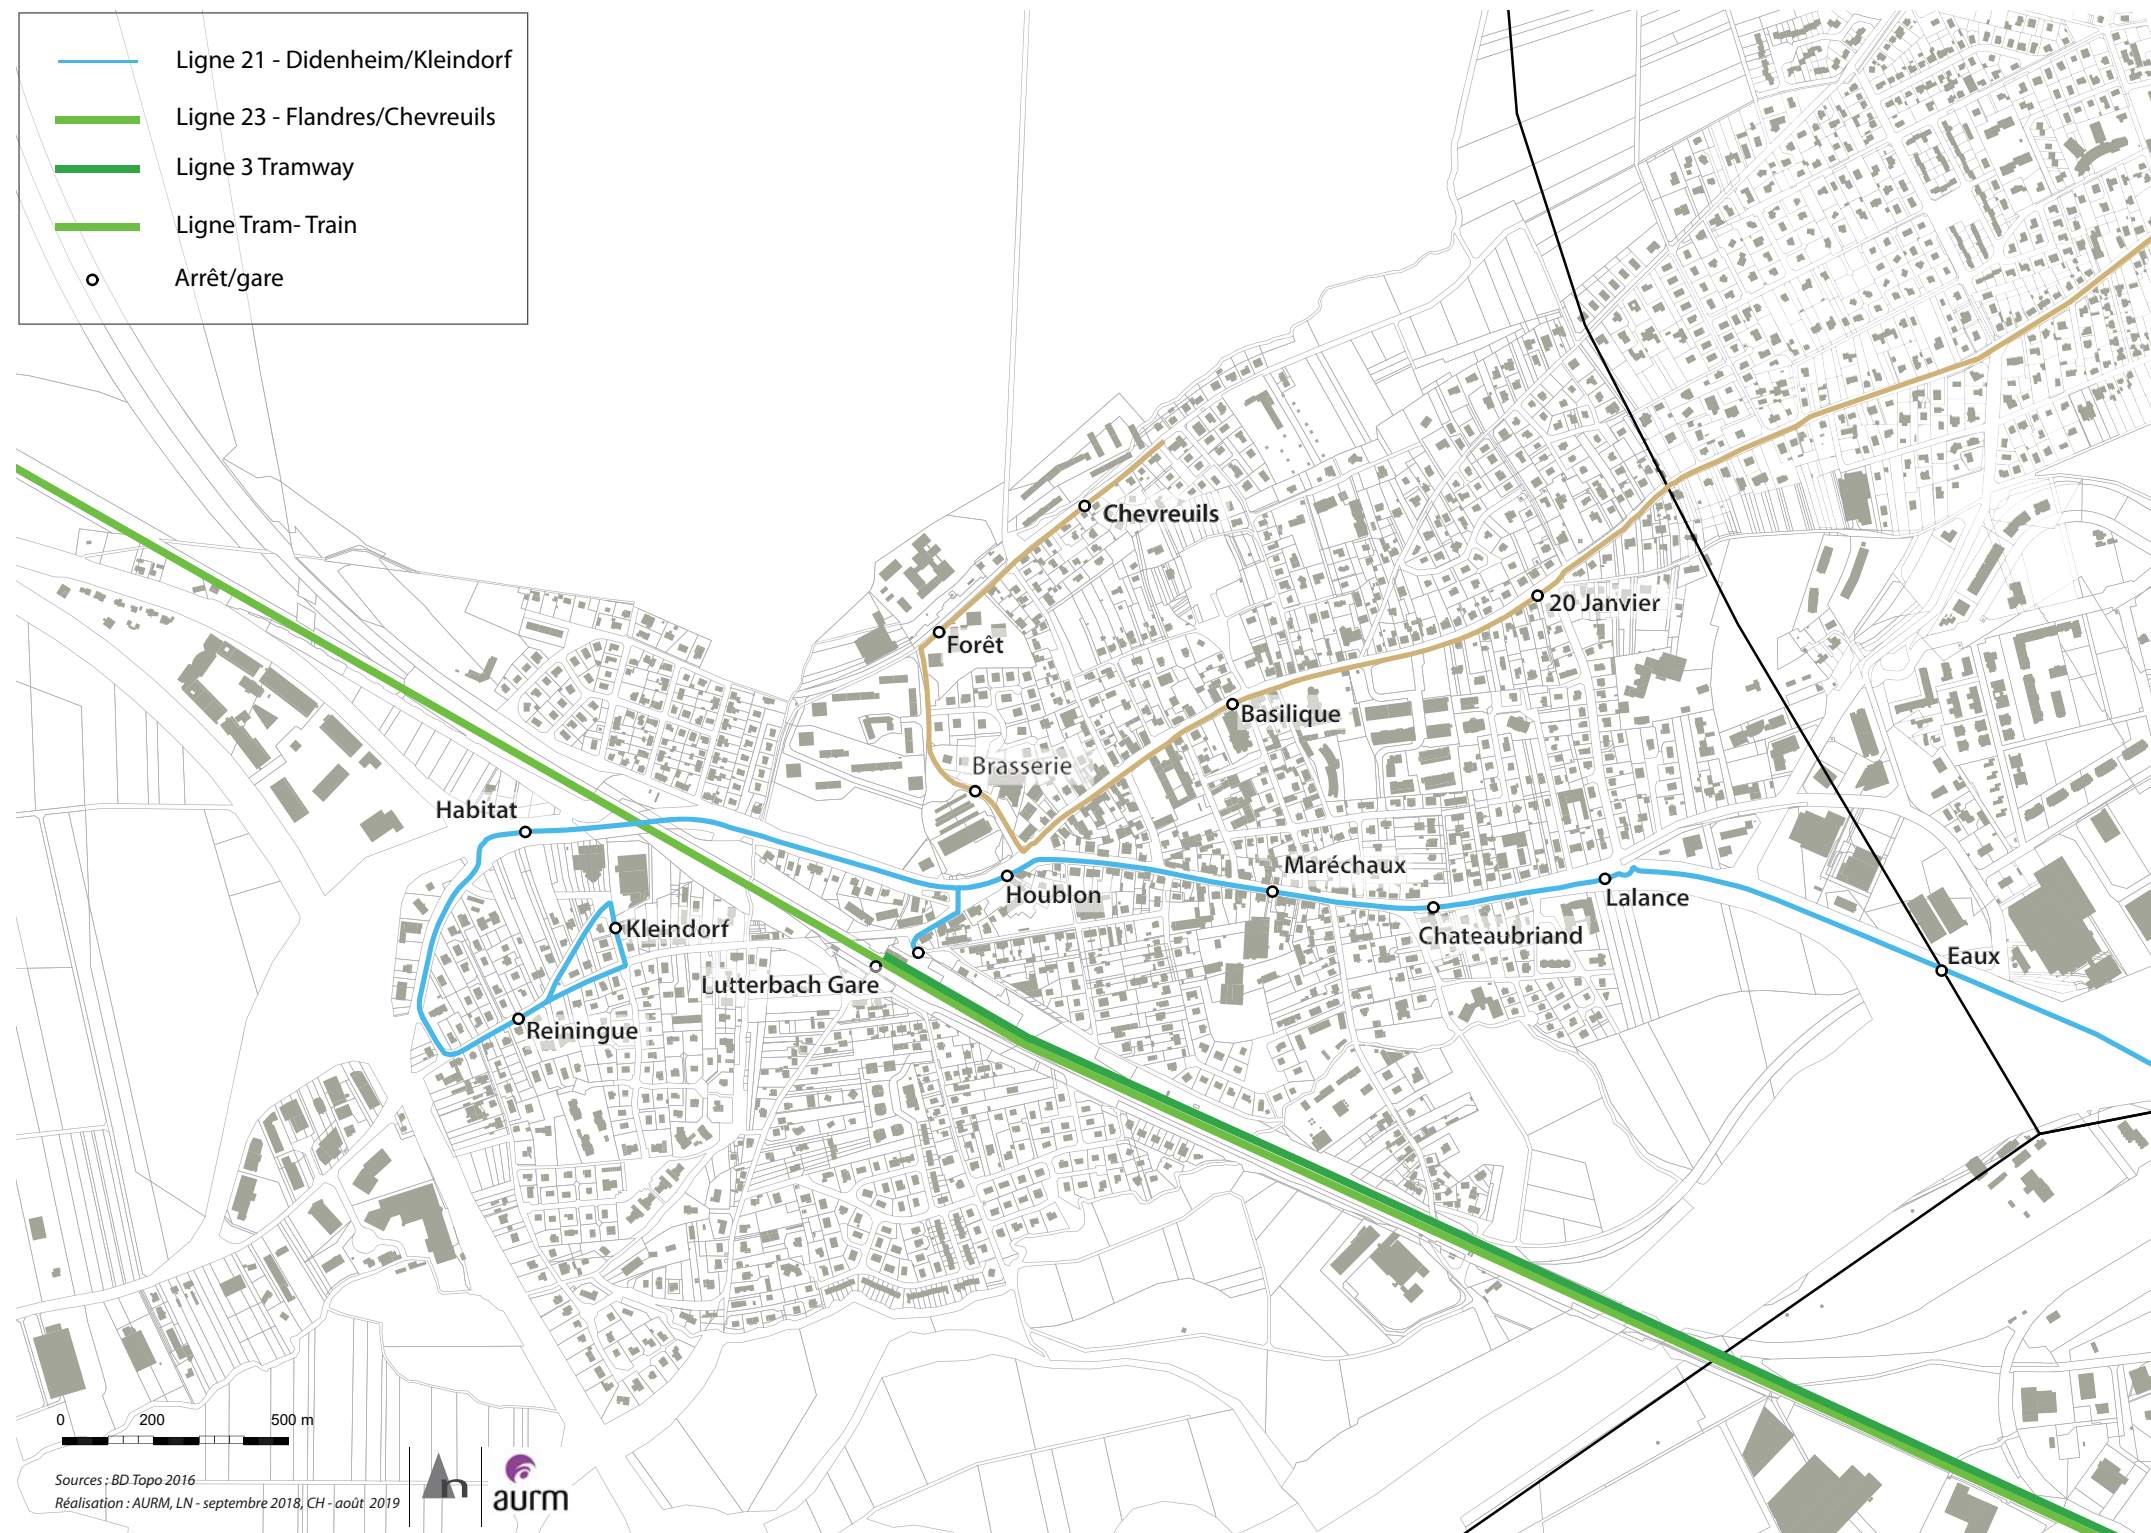 Ligne 21 - Didenheim/Kleindorf
Ligne 23 - Flandres/Chevreuils
Ligne 3 Tramway
Ligne Tram- Train
Arrêt/gare
Chevreuils
20 Janvier
Forêt
Basilique
Brasserie
Habitat
Maréchaux
Houblon
Lalance
Kleindorf
Chateaubriand
Eaux
Lutterbach Gare
Reiningue
0 200 500 m
Sources : BD Topo 2016
Réalisation : AURM, LN - septembre 2018, CH - août 2019
n
aurm